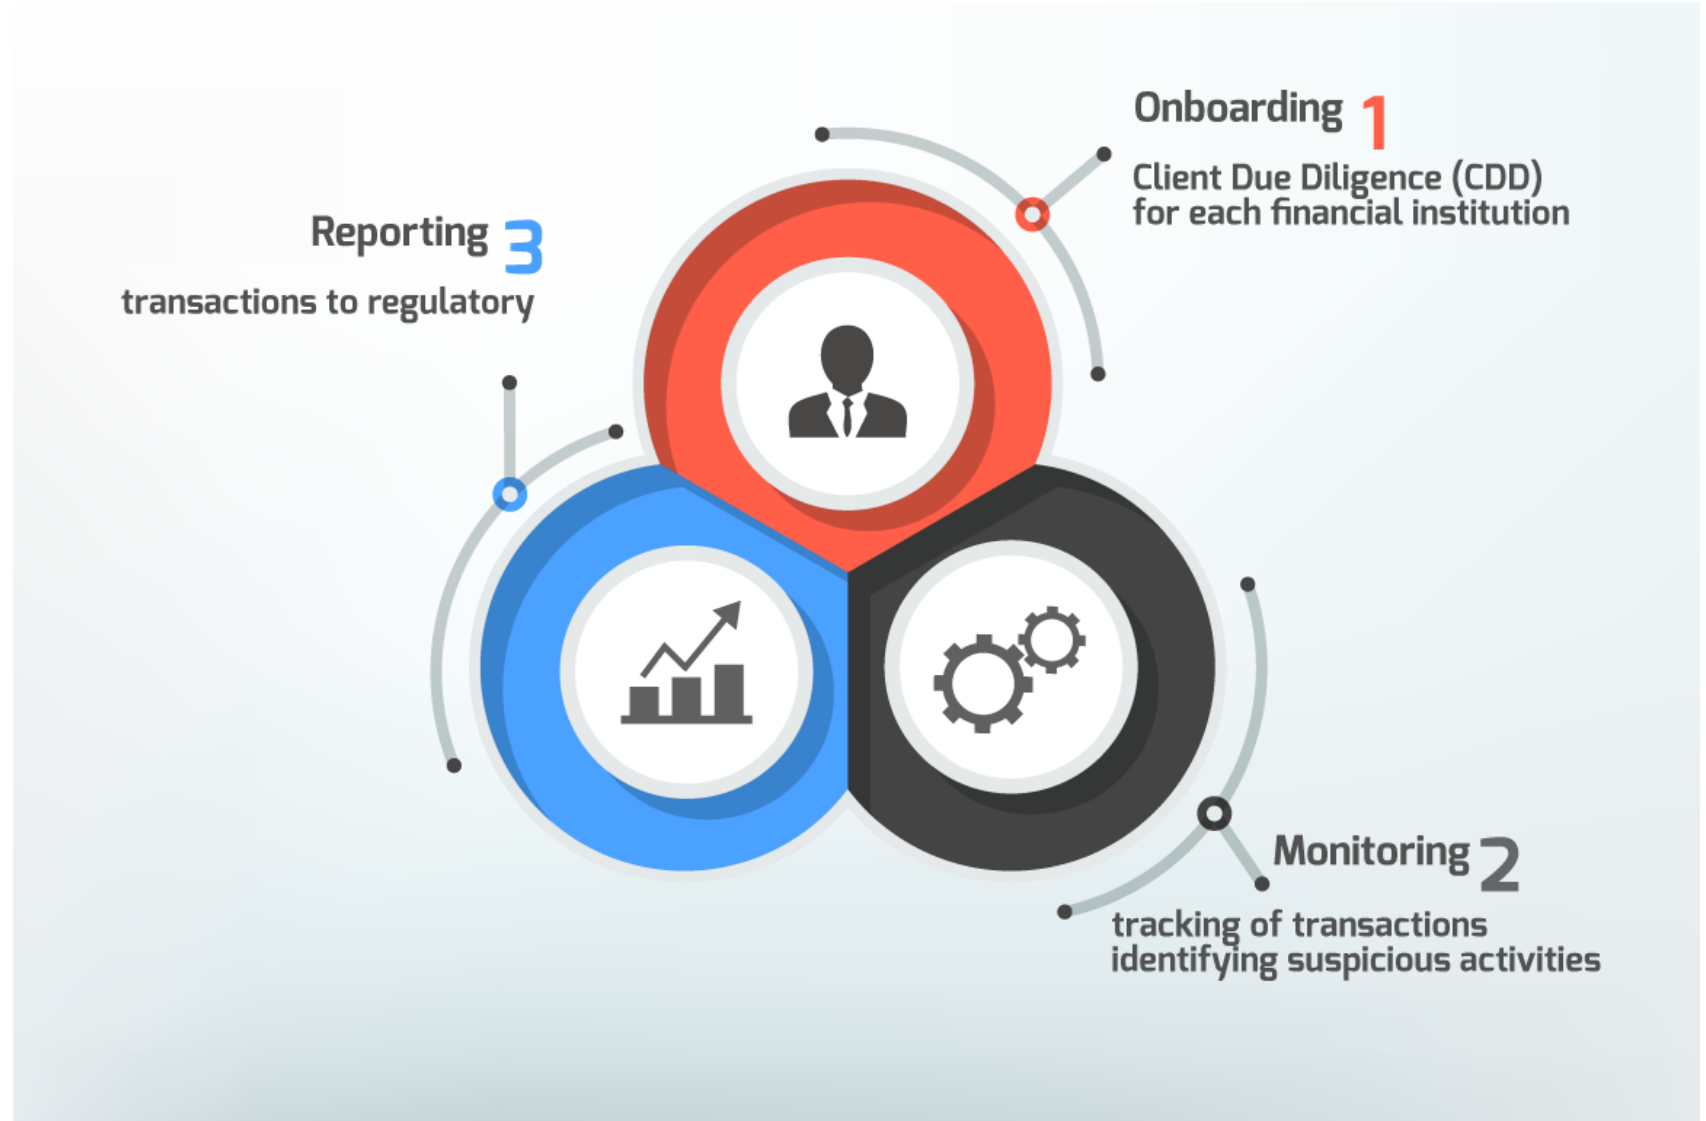 Onboarding 1
Client Due Diligence (CDD)
for each financial institution
Monitoring 2
tracking of transactions
identifying suspicious activities
Reporting 3
transactions to regulatory